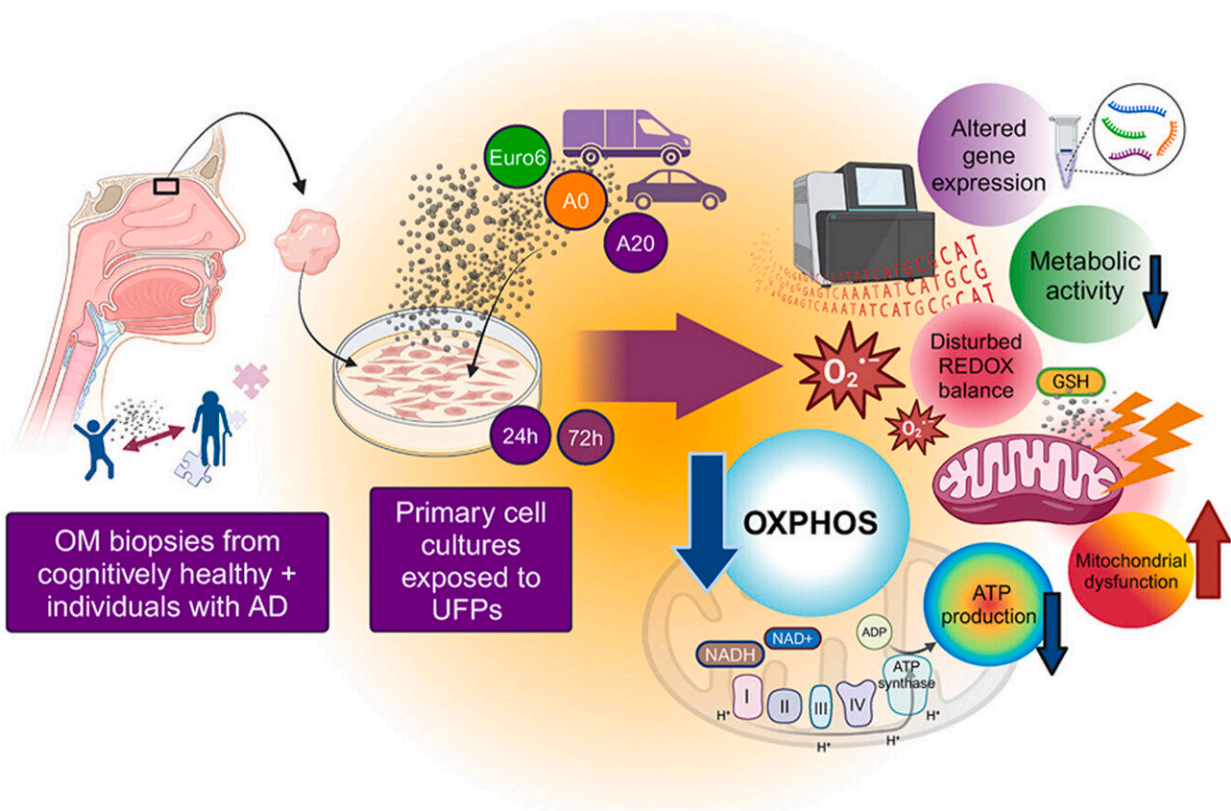 Euro6
A0
A20
24h
72h
OM biopsies from
cognitively healthy +
individuals with AD
Primary cell
cultures
exposed to
UFPs
Altered
gene
expression
Metabolic
activity
Disturbed
REDOX
balance
GSH
O₂•−
O₂•−
OXPHOS
Mitochondrial
dysfunction
ATP
production
NADH
NAD+
ADP
ATP
synthase
I
II
III
IV
H⁺
H⁺
H⁺
H⁺